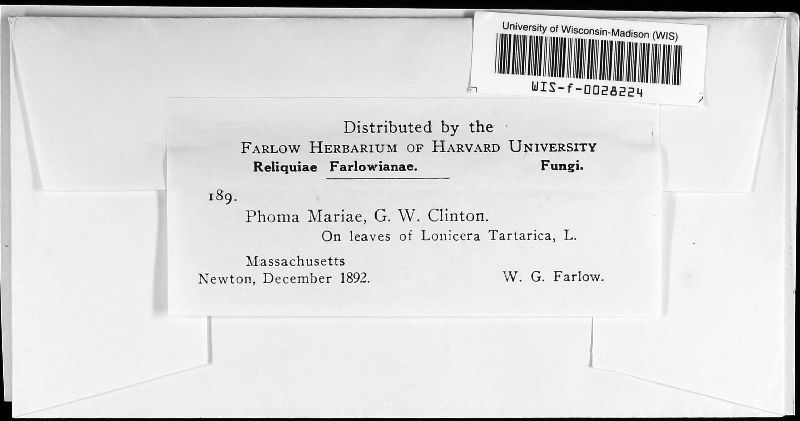 University of Wisconsin-Madison (WIS)
WIS-f-0028224
Distributed by the
FARLOW HERBARIUM OF HARVARD UNIVERSITY
Reliquiae Farlowianae. Fungi.
189.
Phoma Mariae, G. W. Clinton.
On leaves of Lonicera Tartarica, L.
Massachusetts
Newton, December 1892. W. G. Farlow.